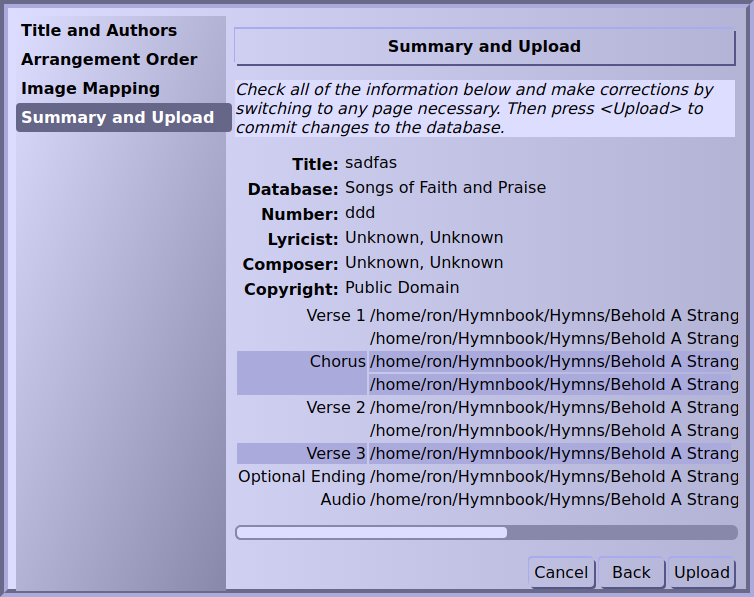 Title and Authors
Arrangement Order
Image Mapping
Summary and Upload
Summary and Upload
Check all of the information below and make corrections by
switching to any page necessary. Then press <Upload> to
commit changes to the database.
Title: sadfas
Database: Songs of Faith and Praise
Number: ddd
Lyricist: Unknown, Unknown
Composer: Unknown, Unknown
Copyright: Public Domain
Verse 1 /home/ron/Hymnbook/Hymns/Behold A Strang
/home/ron/Hymnbook/Hymns/Behold A Strang
Chorus /home/ron/Hymnbook/Hymns/Behold A Strang
/home/ron/Hymnbook/Hymns/Behold A Strang
Verse 2 /home/ron/Hymnbook/Hymns/Behold A Strang
/home/ron/Hymnbook/Hymns/Behold A Strang
Verse 3 /home/ron/Hymnbook/Hymns/Behold A Strang
Optional Ending /home/ron/Hymnbook/Hymns/Behold A Strang
Audio /home/ron/Hymnbook/Hymns/Behold A Strang
Cancel Back Upload